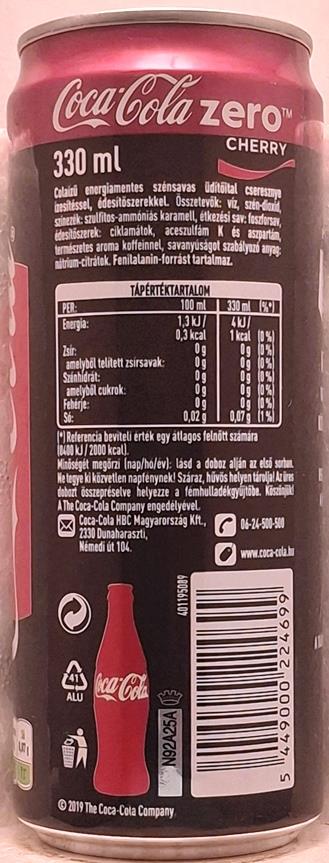 Coca-Cola zero™
CHERRY
330 ml
Colaízű energiamentes szénsavas üdítőital cseresznye
ízesítéssel, édesítőszerekkel. Összetevők: víz, szén-dioxid,
színezék: szulfitos-ammóniás karamell, étkezési sav: foszforsav,
édesítőszerek: ciklamátok, aceszulfám K és aszpartám,
természetes aroma koffeinnel, savanyúságot szabályozó anyag:
nátrium-citrátok. Fenilalanin-forrást tartalmaz.
TÁPÉRTÉKTARTALOM
PER: 100 ml 330 ml (%*)
Energia: 1,3 kJ/ 4 kJ/
0,3 kcal 1 kcal (0%)
Zsír: 0 g 0 g (0%)
amelyből telített zsírsavak: 0 g 0 g (0%)
Szénhidrát: 0 g 0 g (0%)
amelyből cukrok: 0 g 0 g (0%)
Fehérje: 0 g 0 g (0%)
Só: 0,02 g 0,07 g (1%)
(*) Referencia beviteli érték egy átlagos felnőtt számára
(8400 kJ / 2000 kcal).
Minőségét megőrzi (nap/hó/év): lásd a doboz alján az első sorban.
Ne tegye ki közvetlen napfénynek! Száraz, hűvös helyen tárolja! Az üres
dobozt összepréselve helyezze a fémhulladékgyűjtőbe. Köszönjük!
A The Coca-Cola Company engedélyével.
Coca-Cola HBC Magyarország Kft.,
2330 Dunaharaszti,
Némedi út 104.
06-24-500-500
www.coca-cola.hu
401195089
41
ALU
Coca-Cola
N92A25A
5 449000 224699
© 2019 The Coca-Cola Company